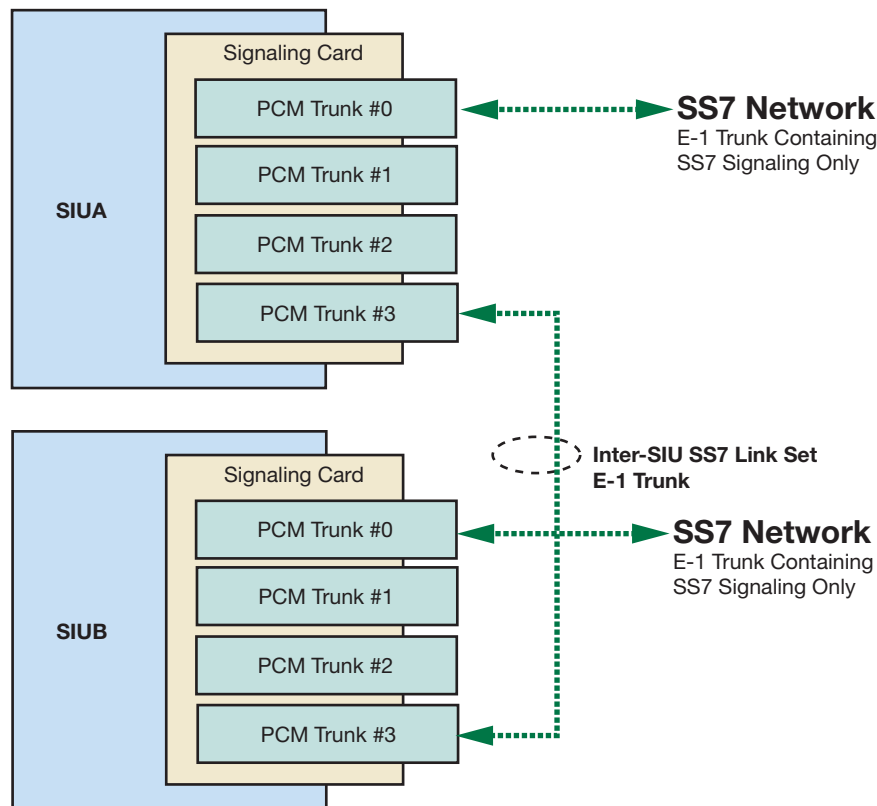 Signaling Card
PCM Trunk #0
SS7 Network
E-1 Trunk Containing
SS7 Signaling Only
PCM Trunk #1
SIUA
PCM Trunk #2
PCM Trunk #3
Inter-SIU SS7 Link Set
E-1 Trunk
Signaling Card
PCM Trunk #0
SS7 Network
E-1 Trunk Containing
SS7 Signaling Only
PCM Trunk #1
SIUB
PCM Trunk #2
PCM Trunk #3